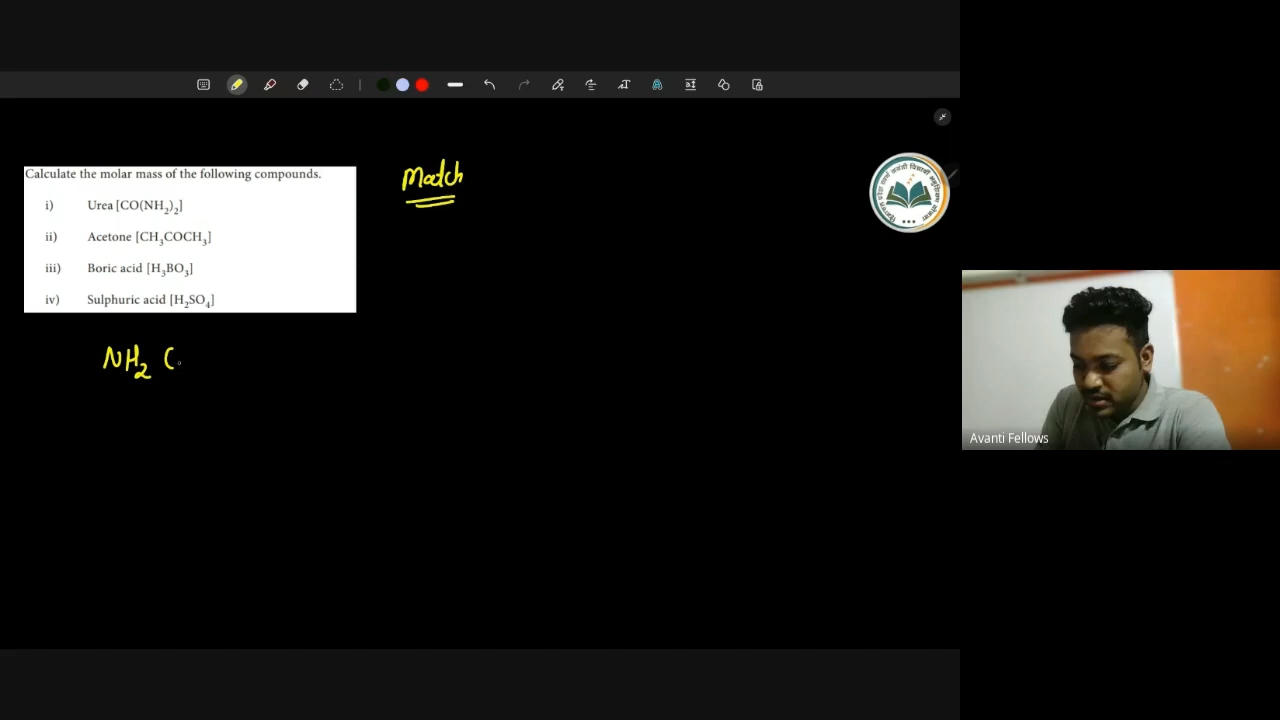 Calculate the molar mass of the following compounds.
i) Urea [CO(NH₂)₂]
ii) Acetone [CH₃COCH₃]
iii) Boric acid [H₃BO₃]
iv) Sulphuric acid [H₂SO₄]
Match
NH₂ C
Avanti Fellows